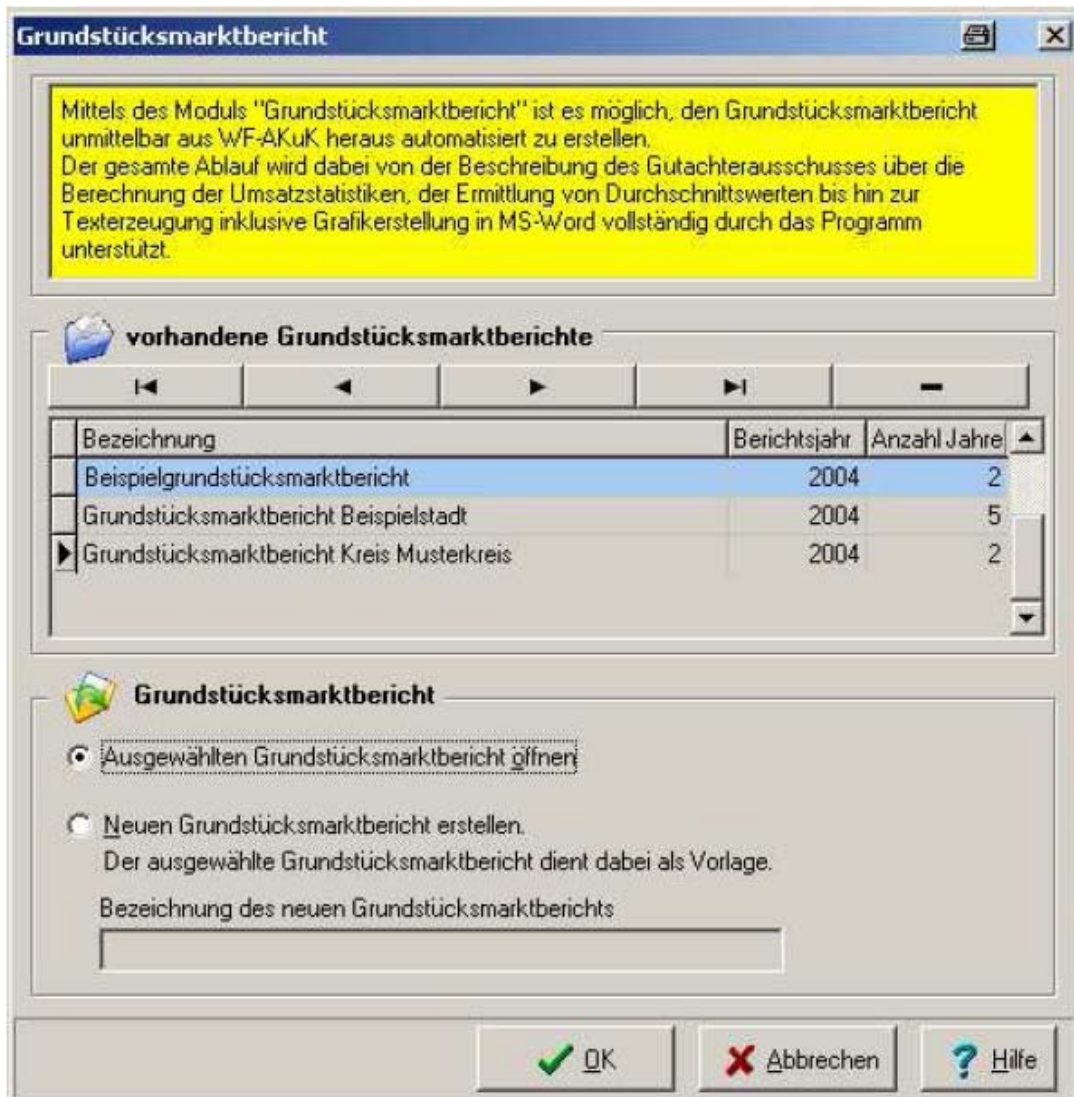 Grundstücksmarktbericht
Mittels des Moduls "Grundstücksmarktbericht" ist es möglich, den Grundstücksmarktbericht
unmittelbar aus WF-AKuK heraus automatisiert zu erstellen.
Der gesamte Ablauf wird dabei von der Beschreibung des Gutachterausschusses über die
Berechnung der Umsatzstatistiken, der Ermittlung von Durchschnittswerten bis hin zur
Texterzeugung inklusive Grafikerstellung in MS-Word vollständig durch das Programm
unterstützt.
vorhandene Grundstücksmarktberichte
Bezeichnung Berichtsjahr Anzahl Jahre
Beispielgrundstücksmarktbericht 2004 2
Grundstücksmarktbericht Beispielstadt 2004 5
Grundstücksmarktbericht Kreis Musterkreis 2004 2
Grundstücksmarktbericht
Ausgewählten Grundstücksmarktbericht öffnen
Neuen Grundstücksmarktbericht erstellen.
Der ausgewählte Grundstücksmarktbericht dient dabei als Vorlage.
Bezeichnung des neuen Grundstücksmarktberichts
OK Abbrechen Hilfe